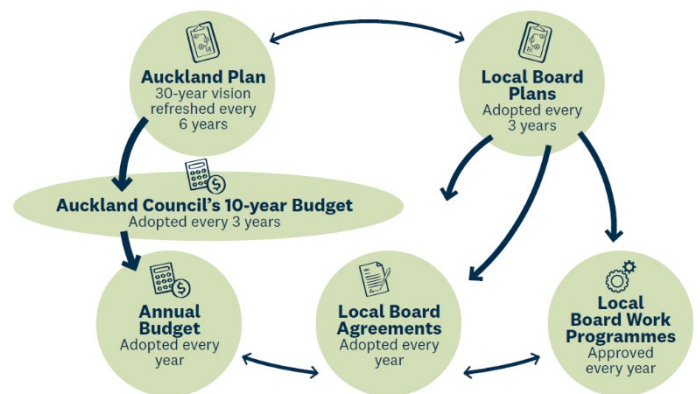 Auckland Plan
30-year vision
refreshed every
6 years
Local Board
Plans
Adopted every
3 years
Auckland Council's 10-year Budget
Adopted every 3 years
Annual
Budget
Adopted every
year
Local Board
Agreements
Adopted every
year
Local
Board Work
Programmes
Approved
every year